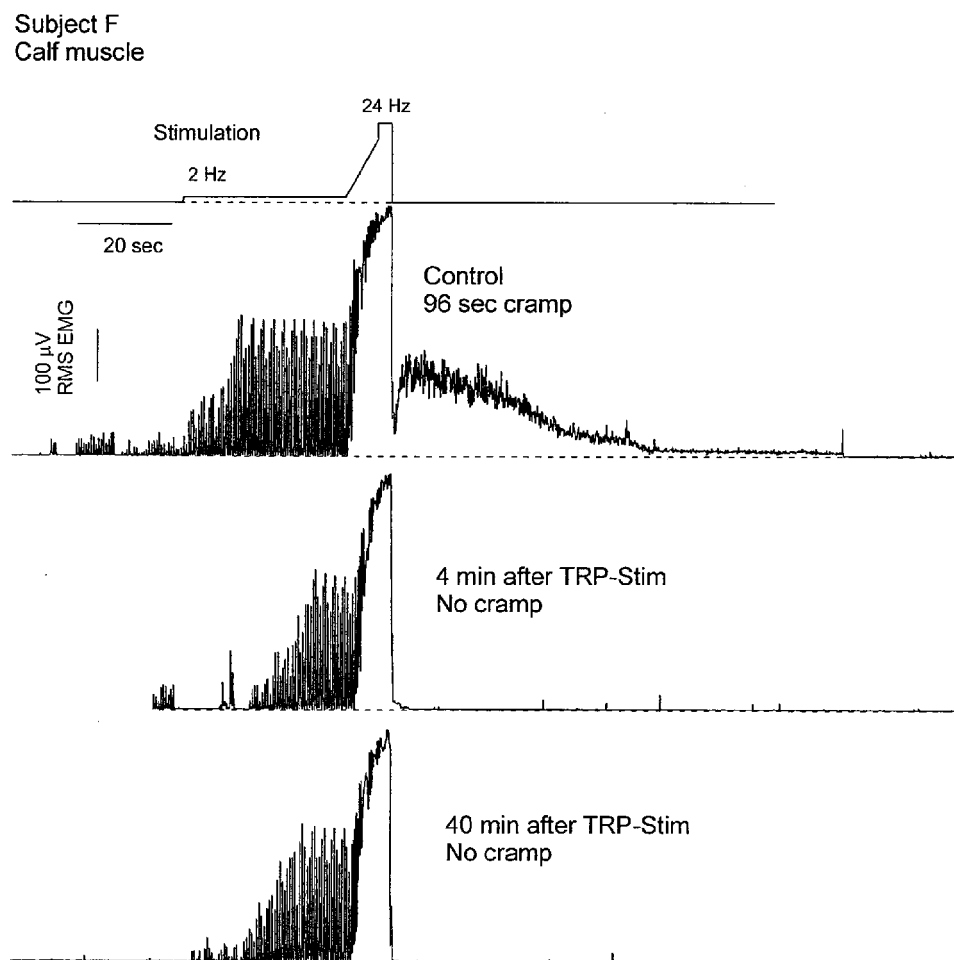 Subject F
Calf muscle
24 Hz
Stimulation
2 Hz
20 sec
Control
96 sec cramp
100 μV
RMS EMG
4 min after TRP-Stim
No cramp
40 min after TRP-Stim
No cramp